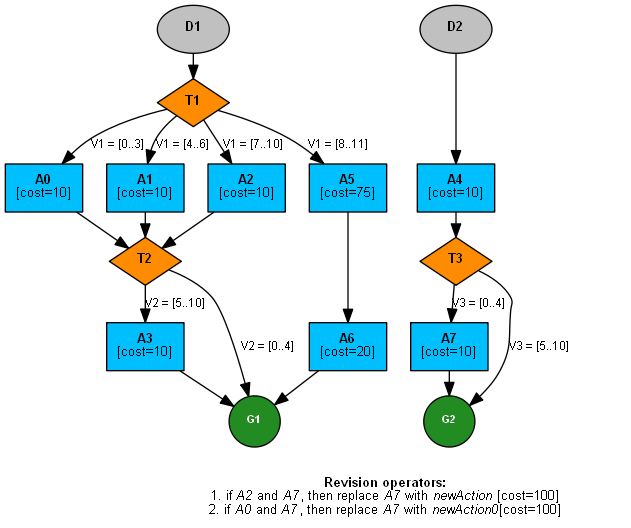 D1
D2
T1
V1 = [0..3]
V1 = [4..6]
V1 = [7..10]
V1 = [8..11]
A0
[cost=10]
A1
[cost=10]
A2
[cost=10]
A5
[cost=75]
A4
[cost=10]
T2
T3
V2 = [5..10]
V2 = [0..4]
V3 = [0..4]
V3 = [5..10]
A3
[cost=10]
A6
[cost=20]
A7
[cost=10]
G1
G2
Revision operators:
1. if A2 and A7, then replace A7 with newAction [cost=100]
2. if A0 and A7, then replace A7 with newAction0[cost=100]